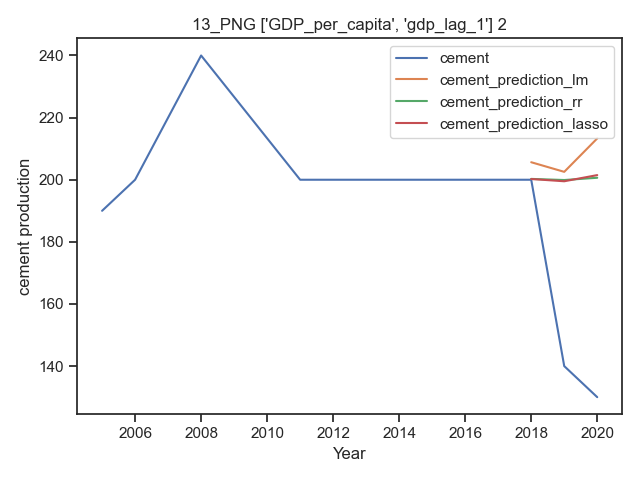 13_PNG ['GDP_per_capita', 'gdp_lag_1'] 2
cement
cement_prediction_lm
cement_prediction_rr
cement_prediction_lasso
240
220
200
180
160
140
cement production
2006
2008
2010
2012
2014
2016
2018
2020
Year